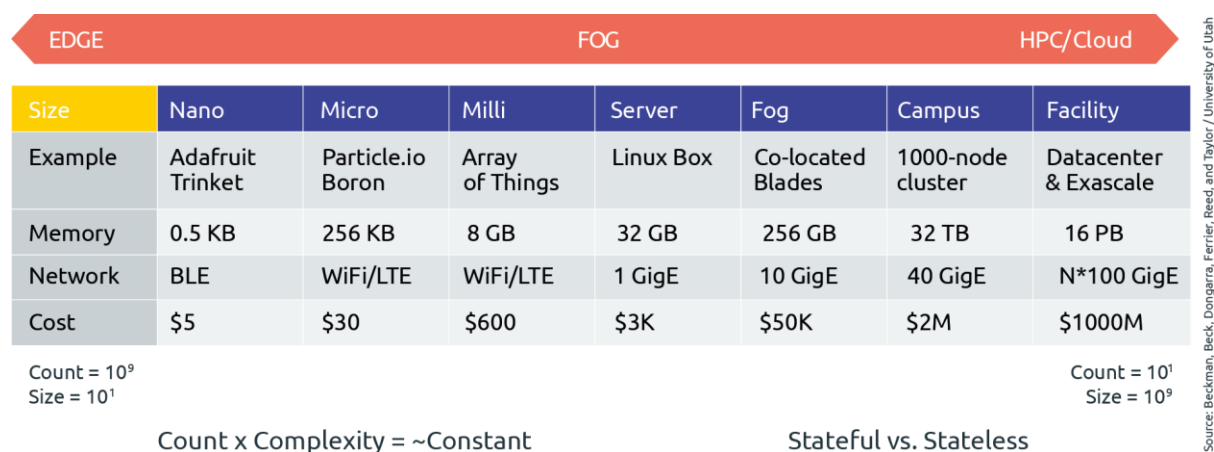 EDGE FOG HPC/Cloud
Size Nano Micro Milli Server Fog Campus Facility
Example Adafruit Trinket Particle.io Boron Array of Things Linux Box Co-located Blades 1000-node cluster Datacenter & Exascale
Memory 0.5 KB 256 KB 8 GB 32 GB 256 GB 32 TB 16 PB
Network BLE WiFi/LTE WiFi/LTE 1 GigE 10 GigE 40 GigE N*100 GigE
Cost $5 $30 $600 $3K $50K $2M $1000M
Count = 10⁹ Count = 10¹
Size = 10¹ Size = 10⁹
Count x Complexity = ~Constant Stateful vs. Stateless
Source: Beckman, Beck, Dongarra, Ferrier, Reed, and Taylor / University of Utah